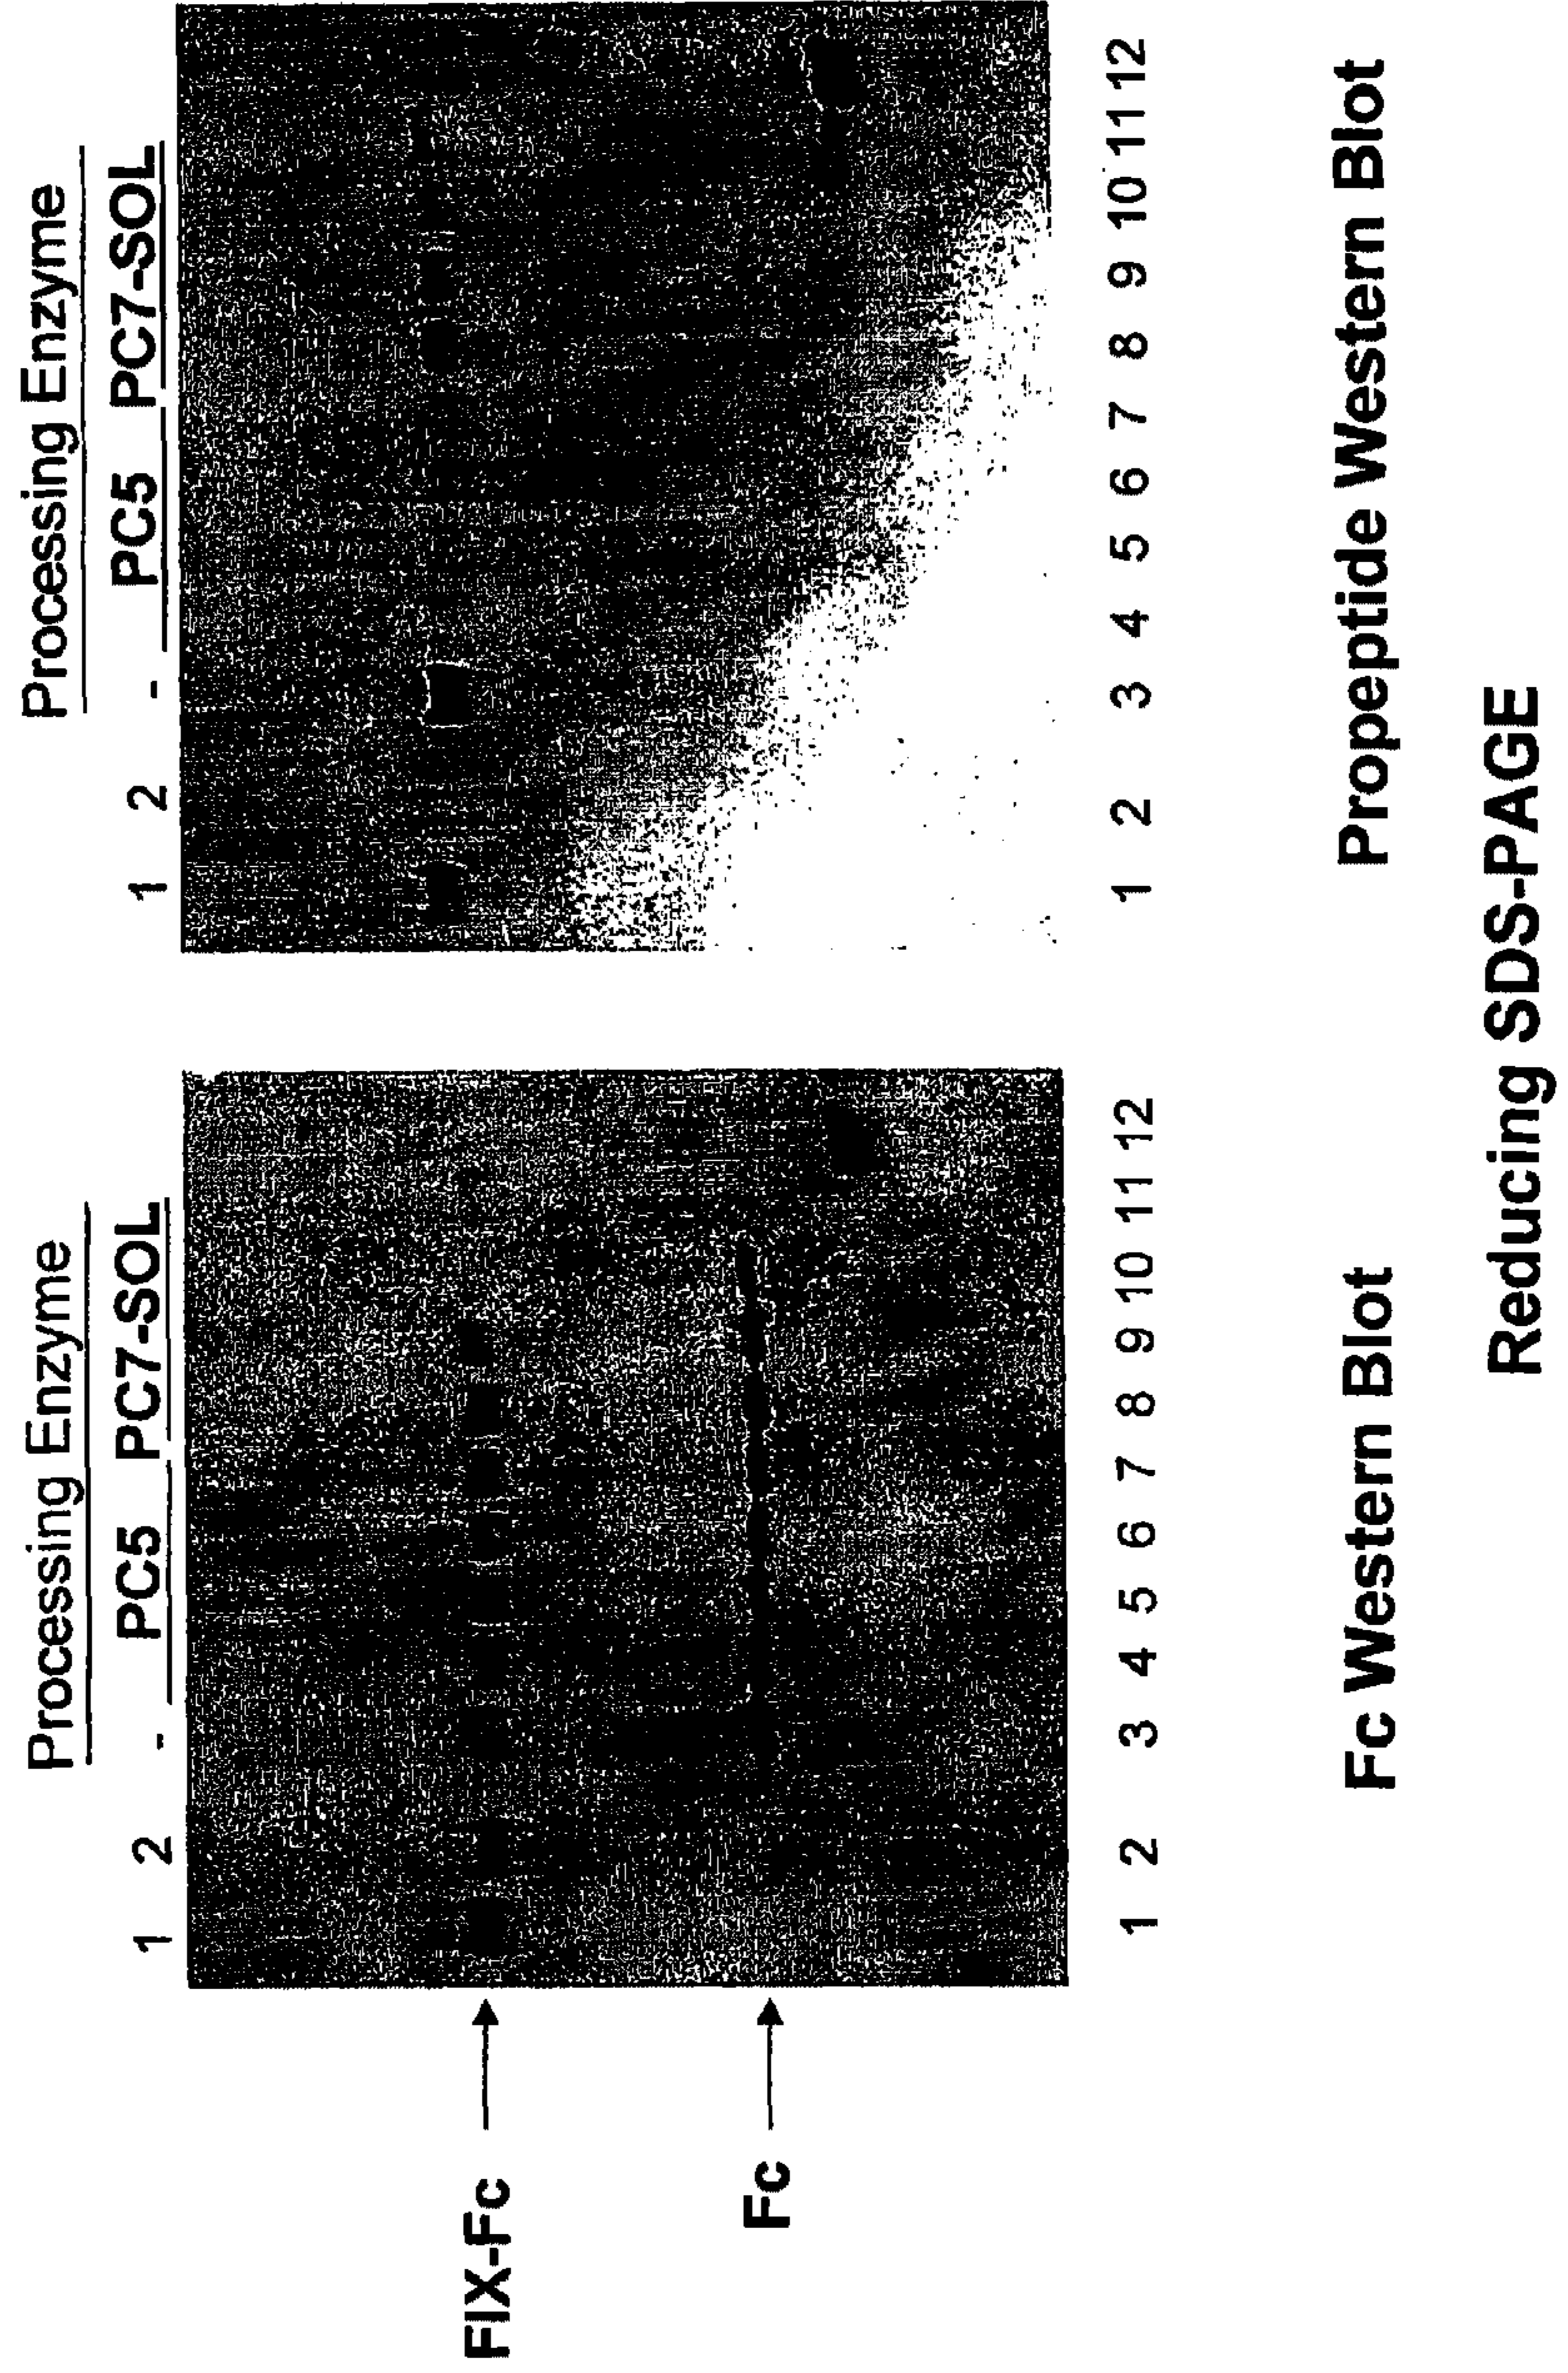 Processing Enzyme
1 2 - PC5 PC7-SOL
FIX-Fc
Fc
1 2 3 4 5 6 7 8 9 10 11 12
Fc Western Blot
Processing Enzyme
1 2 - PC5 PC7-SOL
1 2 3 4 5 6 7 8 9 10 11 12
Propeptide Western Blot
Reducing SDS-PAGE